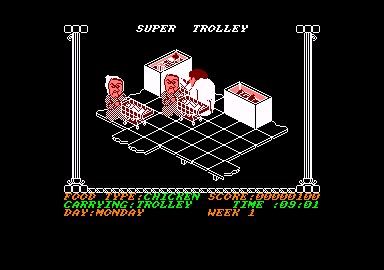 SUPER TROLLEY
FOOD TYPE:CHICKEN SCORE:00000100
CARRYING:TROLLEY TIME :09:01
DAY:MONDAY WEEK 1